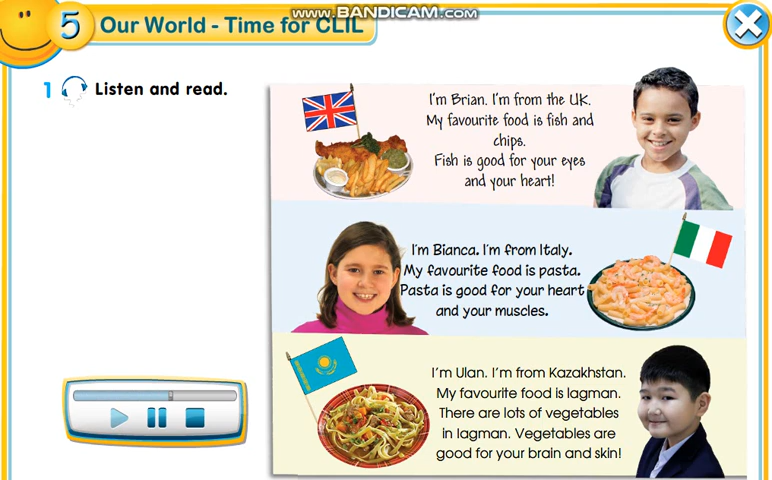 www.BANDICAM.com
5 Our World - Time for CLIL
1 Listen and read.
I'm Brian. I'm from the UK.
My favourite food is fish and
chips.
Fish is good for your eyes
and your heart!
I'm Bianca. I'm from Italy.
My favourite food is pasta.
Pasta is good for your heart
and your muscles.
I'm Ulan. I'm from Kazakhstan.
My favourite food is lagman.
There are lots of vegetables
in lagman. Vegetables are
good for your brain and skin!